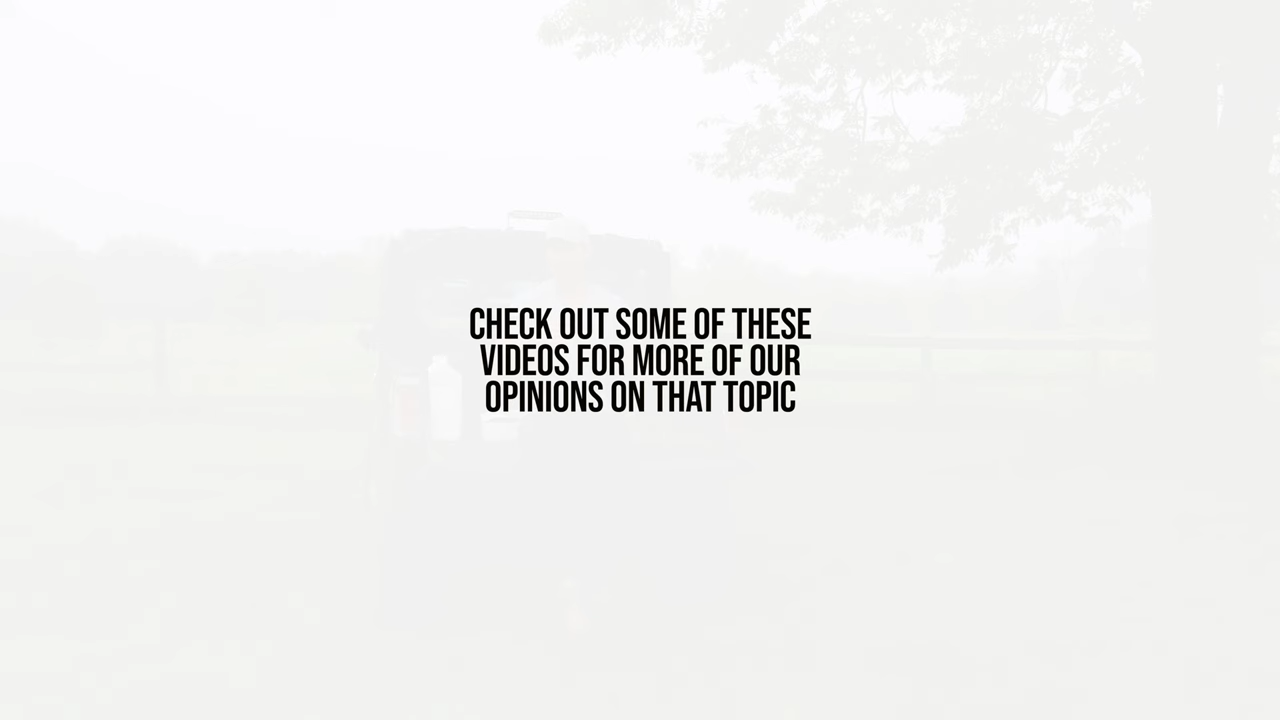 CHECK OUT SOME OF THESE
VIDEOS FOR MORE OF OUR
OPINIONS ON THAT TOPIC